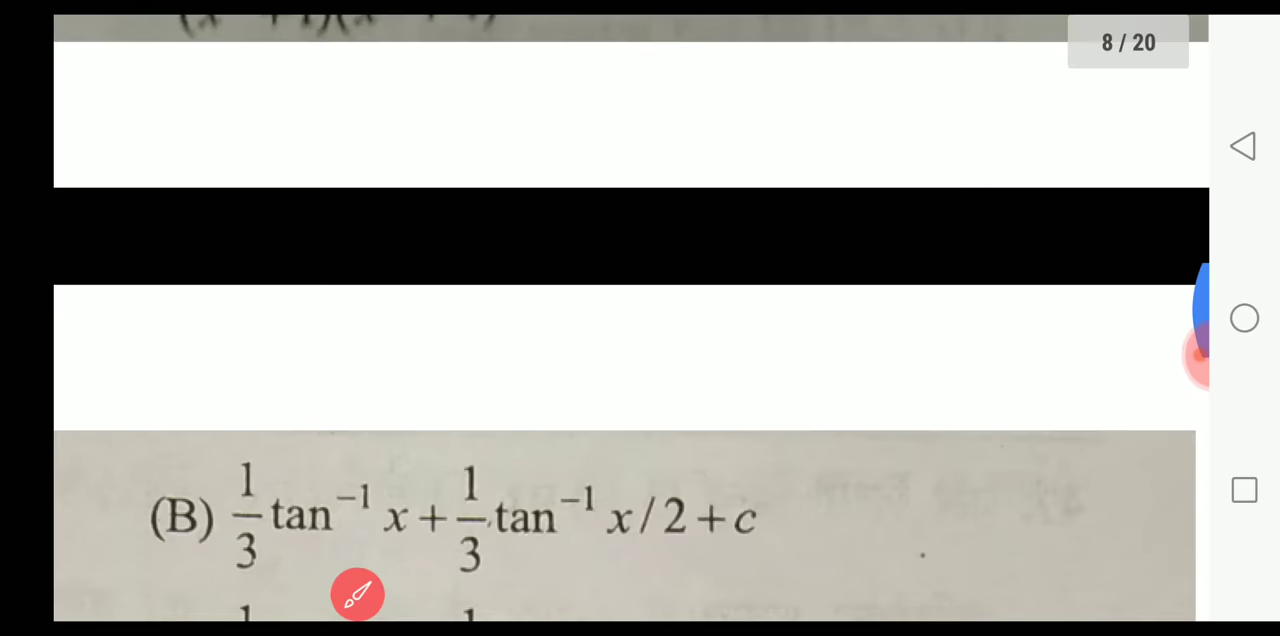 8 / 20
(B) 1/3 tan⁻¹ x + 1/3 tan⁻¹ x/2 + c